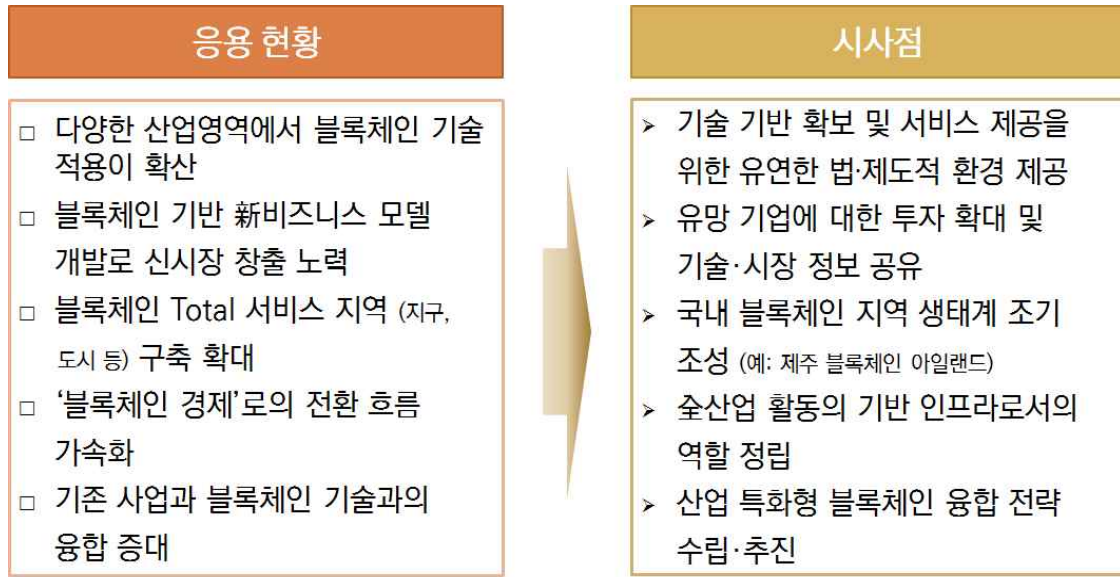 응용 현황
□ 다양한 산업영역에서 블록체인 기술
적용이 확산
□ 블록체인 기반 新비즈니스 모델
개발로 신시장 창출 노력
□ 블록체인 Total 서비스 지역 (지구,
도시 등) 구축 확대
□ ‘블록체인 경제’로의 전환 흐름
가속화
□ 기존 사업과 블록체인 기술과의
융합 증대
시사점
➢ 기술 기반 확보 및 서비스 제공을
위한 유연한 법·제도적 환경 제공
➢ 유망 기업에 대한 투자 확대 및
기술·시장 정보 공유
➢ 국내 블록체인 지역 생태계 조기
조성 (예: 제주 블록체인 아일랜드)
➢ 全산업 활동의 기반 인프라로서의
역할 정립
➢ 산업 특화형 블록체인 융합 전략
수립·추진